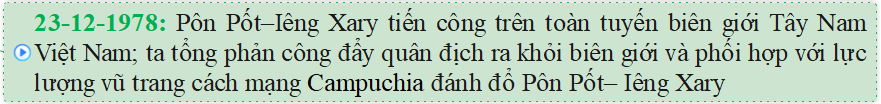 23-12-1978: Pôn Pốt–Iêng Xary tiến công trên toàn tuyến biên giới Tây Nam
Việt Nam; ta tổng phản công đẩy quân địch ra khỏi biên giới và phối hợp với lực
lượng vũ trang cách mạng Campuchia đánh đổ Pôn Pốt– Iêng Xary